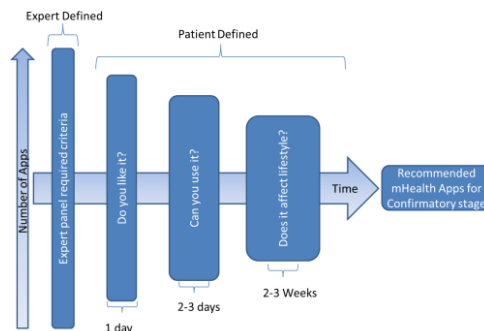 Expert Defined
Patient Defined
Number of Apps
Expert panel required criteria
Do you like it?
Can you use it?
Does it affect lifestyle?
Time
Recommended
mHealth Apps for
Confirmatory stage
1 day
2-3 days
2-3 Weeks